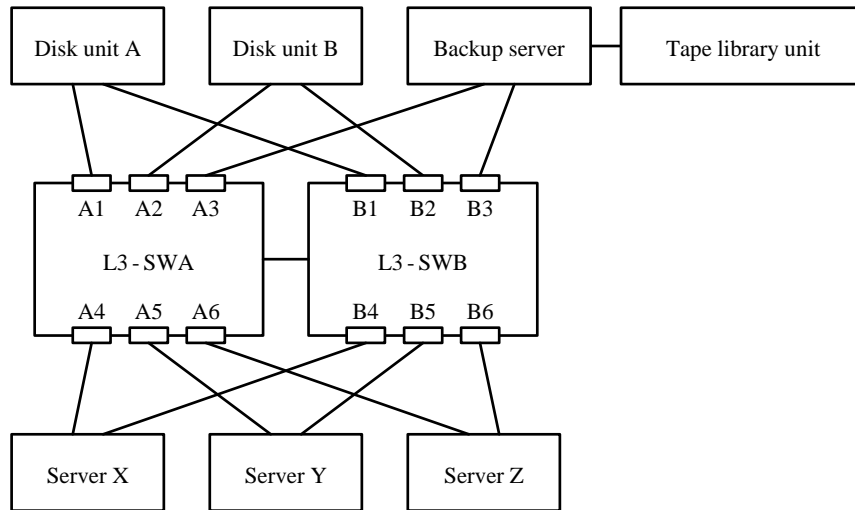 Disk unit A
Disk unit B
Backup server
Tape library unit
A1 A2 A3
B1 B2 B3
L3 - SWA
L3 - SWB
A4 A5 A6
B4 B5 B6
Server X
Server Y
Server Z